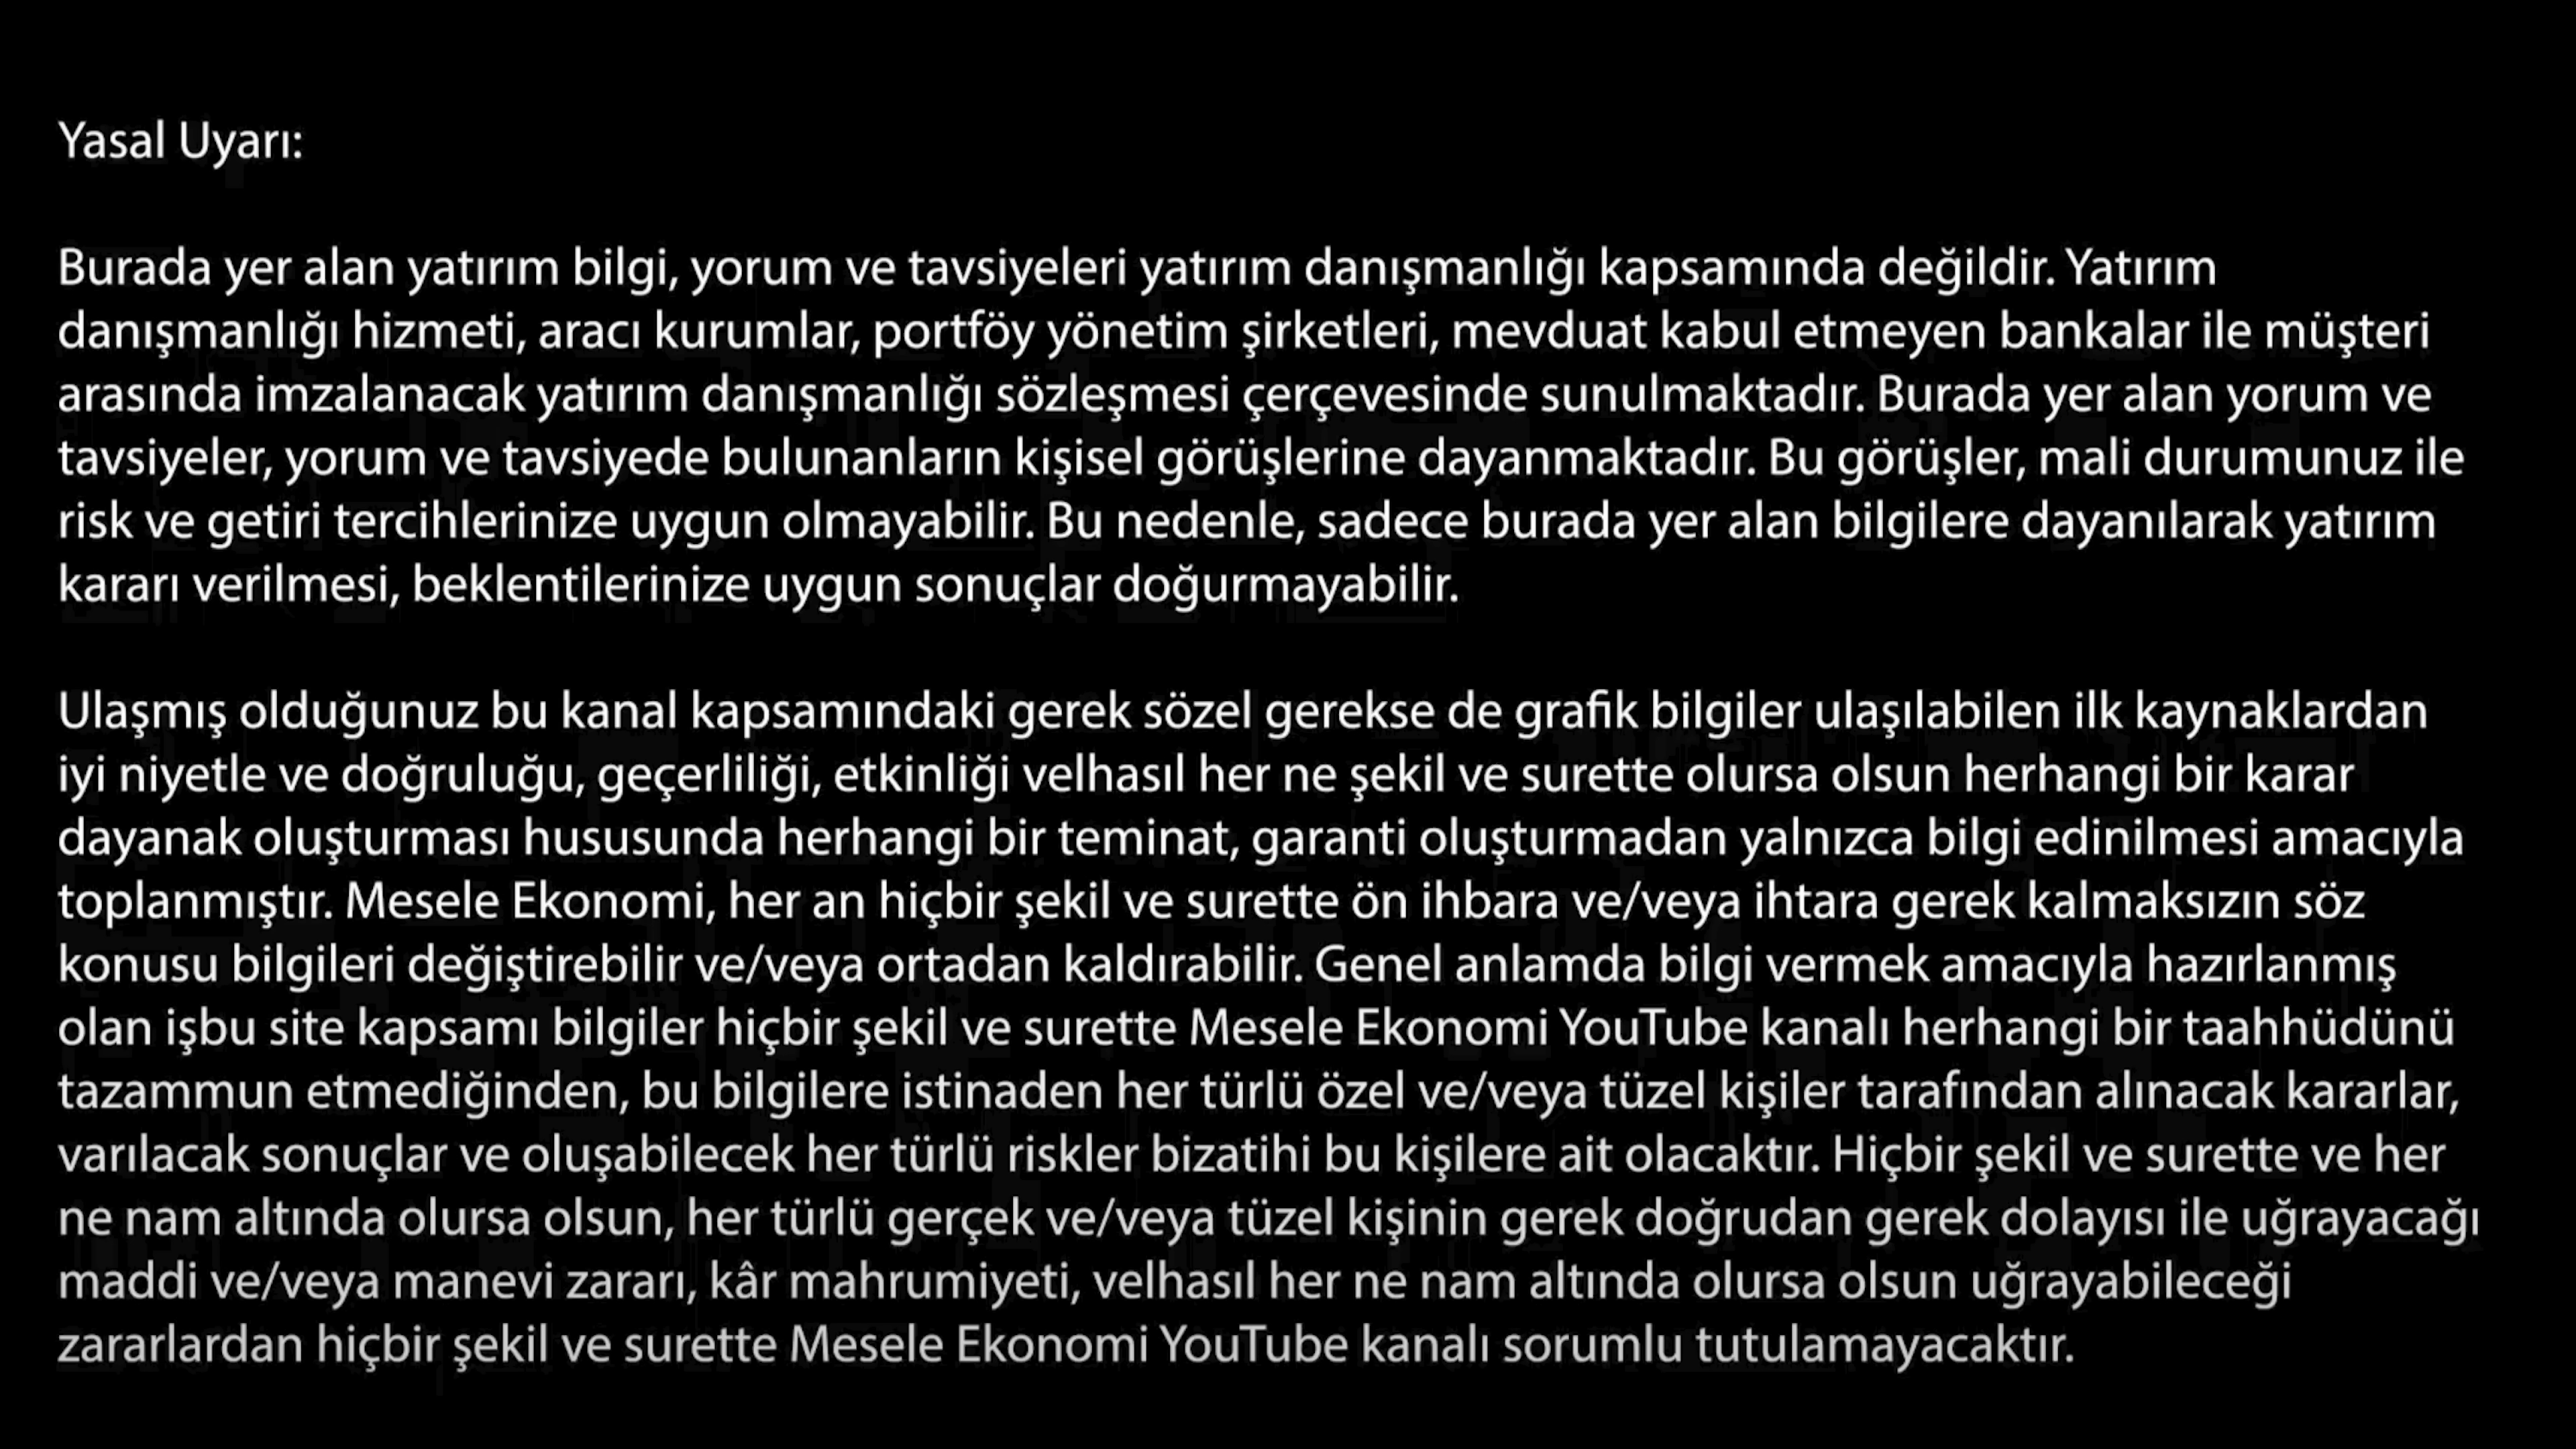 Yasal Uyarı:
Burada yer alan yatırım bilgi, yorum ve tavsiyeleri yatırım danışmanlığı kapsamında değildir. Yatırım
danışmanlığı hizmeti, aracı kurumlar, portföy yönetim şirketleri, mevduat kabul etmeyen bankalar ile müşteri
arasında imzalanacak yatırım danışmanlığı sözleşmesi çerçevesinde sunulmaktadır. Burada yer alan yorum ve
tavsiyeler, yorum ve tavsiyede bulunanların kişisel görüşlerine dayanmaktadır. Bu görüşler, mali durumunuz ile
risk ve getiri tercihlerinize uygun olmayabilir. Bu nedenle, sadece burada yer alan bilgilere dayanılarak yatırım
kararı verilmesi, beklentilerinize uygun sonuçlar doğurmayabilir.
Ulaşmış olduğunuz bu kanal kapsamındaki gerek sözel gerekse de grafik bilgiler ulaşılabilen ilk kaynaklardan
iyi niyetle ve doğruluğu, geçerliliği, etkinliği velhasıl her ne şekil ve surette olursa olsun herhangi bir karar
dayanak oluşturması hususunda herhangi bir teminat, garanti oluşturmadan yalnızca bilgi edinilmesi amacıyla
toplanmıştır. Mesele Ekonomi, her an hiçbir şekil ve surette ön ihbara ve/veya ihtara gerek kalmaksızın söz
konusu bilgileri değiştirebilir ve/veya ortadan kaldırabilir. Genel anlamda bilgi vermek amacıyla hazırlanmış
olan işbu site kapsamı bilgiler hiçbir şekil ve surette Mesele Ekonomi YouTube kanalı herhangi bir taahhüdünü
tazammun etmediğinden, bu bilgilere istinaden her türlü özel ve/veya tüzel kişiler tarafından alınacak kararlar,
varılacak sonuçlar ve oluşabilecek her türlü riskler bizatihi bu kişilere ait olacaktır. Hiçbir şekil ve surette ve her
ne nam altında olursa olsun, her türlü gerçek ve/veya tüzel kişinin gerek doğrudan gerek dolayısı ile uğrayacağı
maddi ve/veya manevi zararı, kâr mahrumiyeti, velhasıl her ne nam altında olursa olsun uğrayabileceği
zararlardan hiçbir şekil ve surette Mesele Ekonomi YouTube kanalı sorumlu tutulamayacaktır.